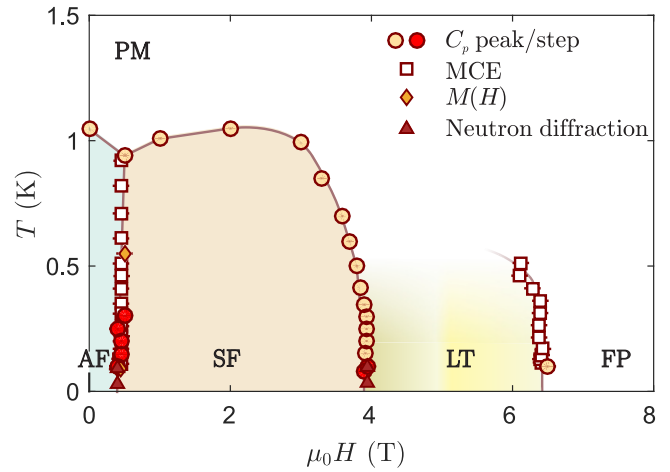 1.5
PM
C_p peak/step
MCE
M(H)
Neutron diffraction
1
T (K)
0.5
AF
SF
LT
FP
0
0
2
4
6
8
μ₀H (T)